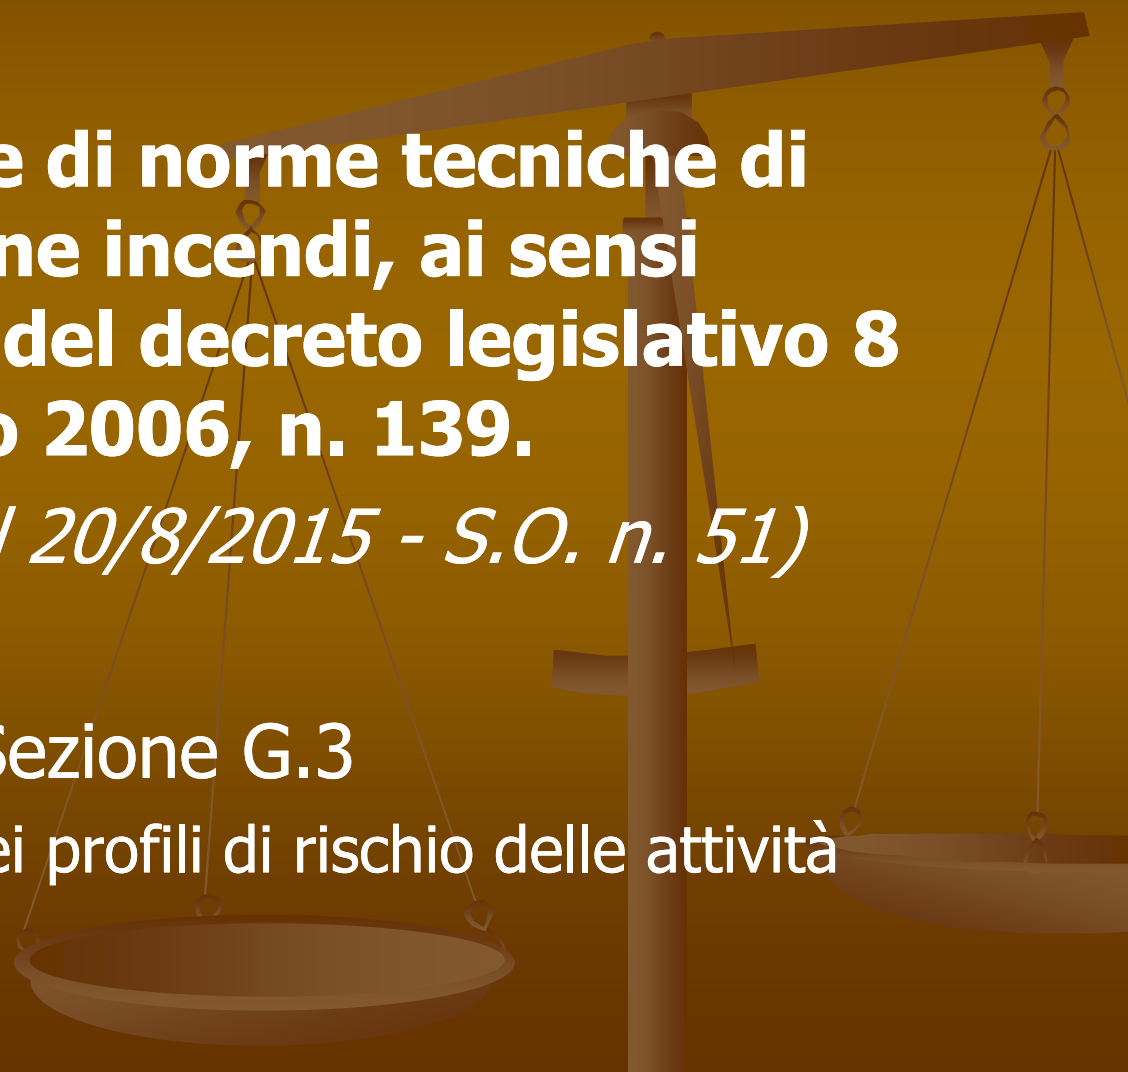 e di norme tecniche di
ne incendi, ai sensi
del decreto legislativo 8
o 2006, n. 139.
20/8/2015 - S.O. n. 51)
Sezione G.3
ei profili di rischio delle attività